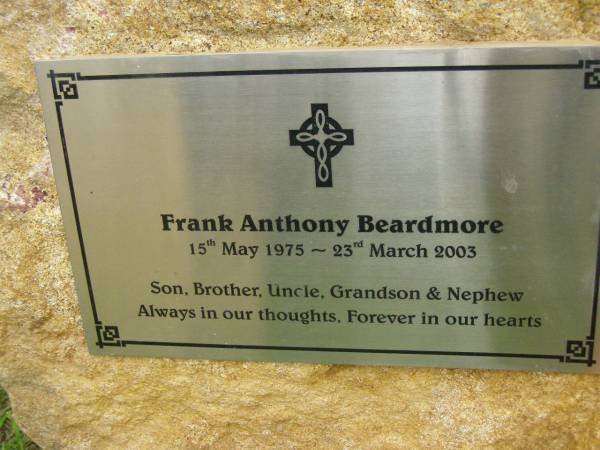 Frank Anthony Beardmore
15th May 1975 ~ 23rd March 2003
Son, Brother, Uncle, Grandson & Nephew
Always in our thoughts, Forever in our hearts